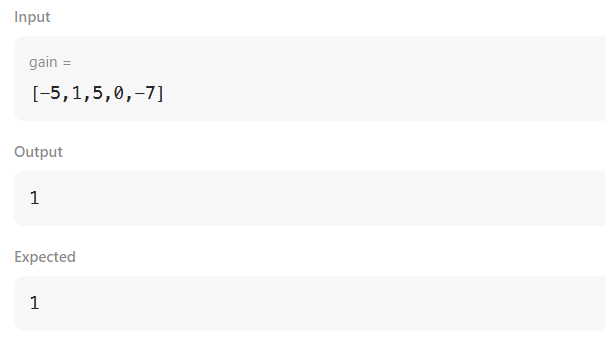 Input
gain =
[−5,1,5,0,−7]
Output
1
Expected
1